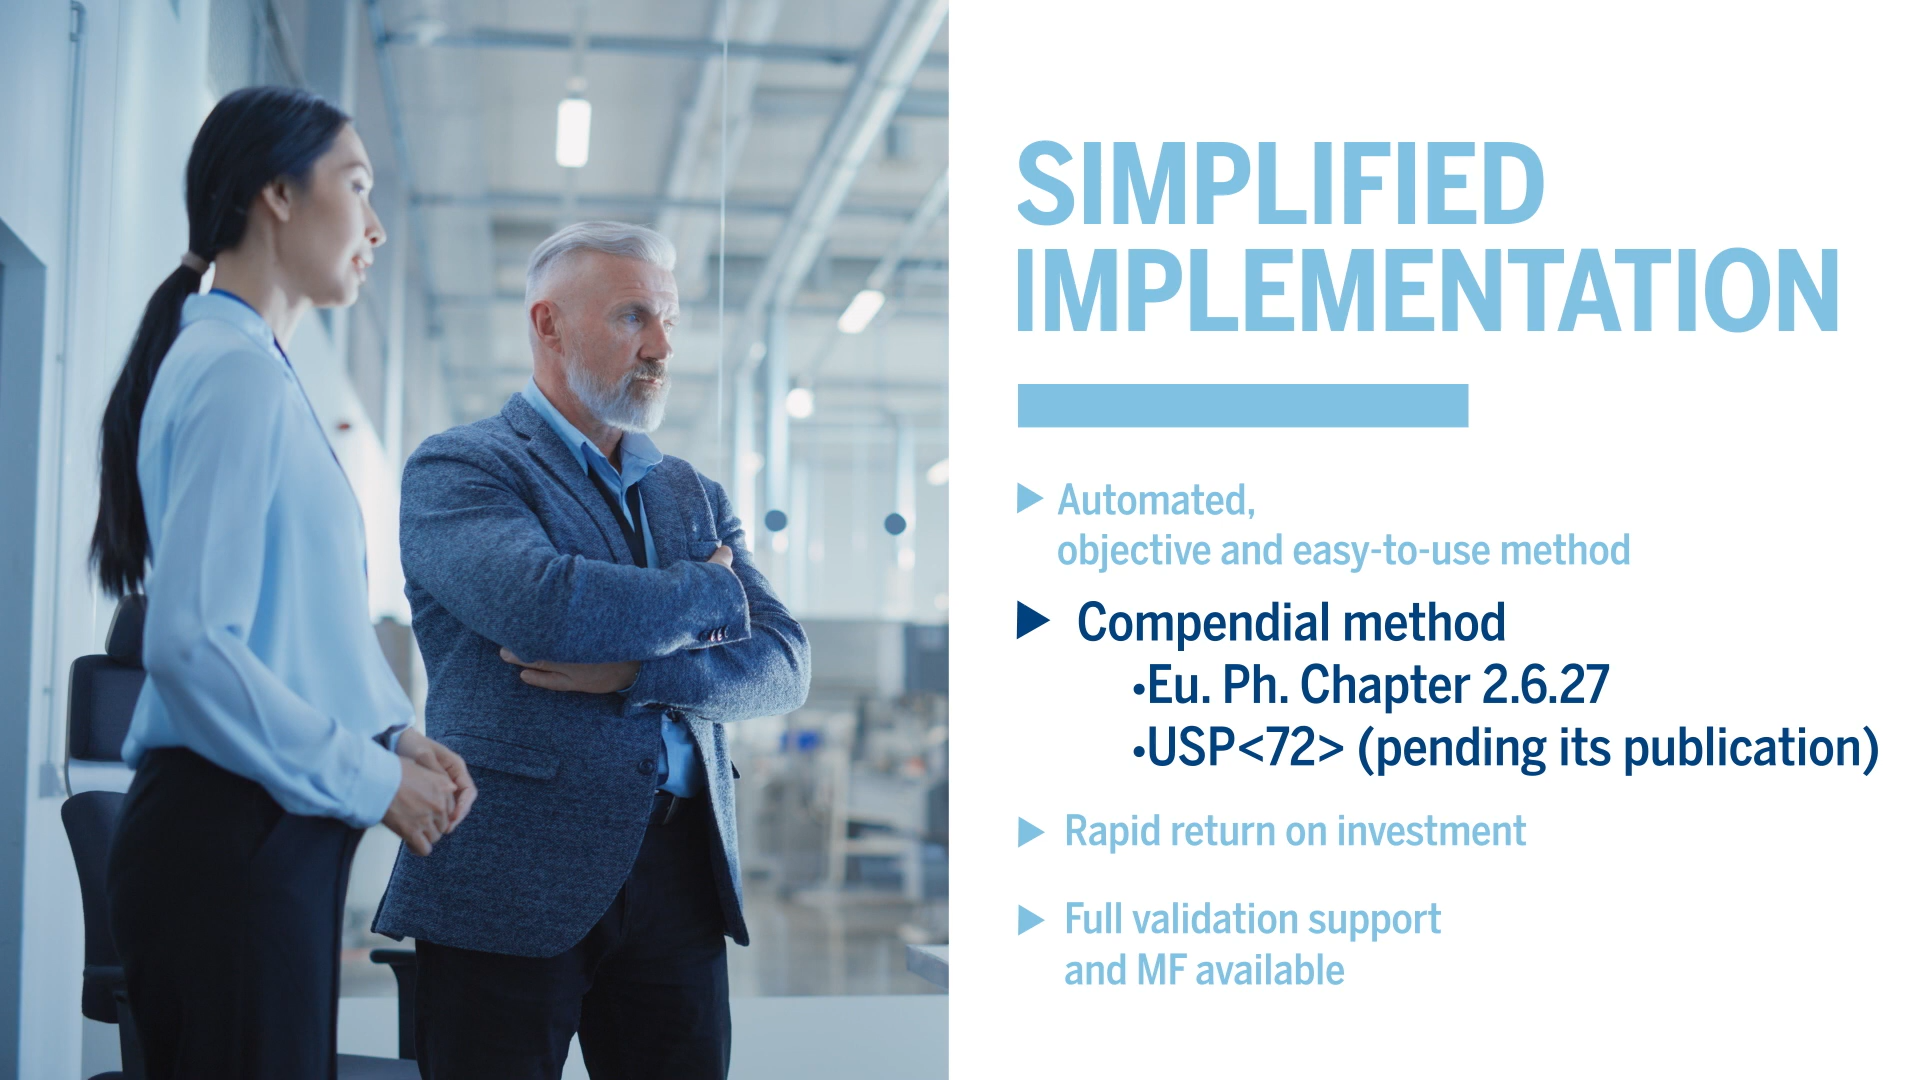 SIMPLIFIED
IMPLEMENTATION
Automated,
objective and easy-to-use method
Compendial method
•Eu. Ph. Chapter 2.6.27
•USP<72> (pending its publication)
Rapid return on investment
Full validation support
and MF available